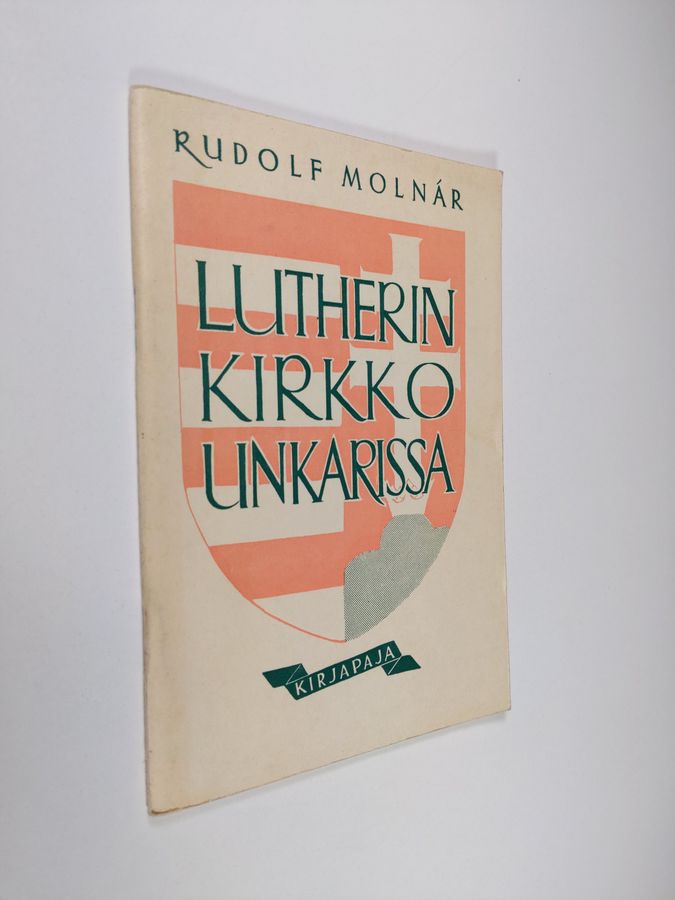 RUDOLF MOLNÁR
LUTHERIN
KIRKKO
UNKARISSA
KIRJAPAJA